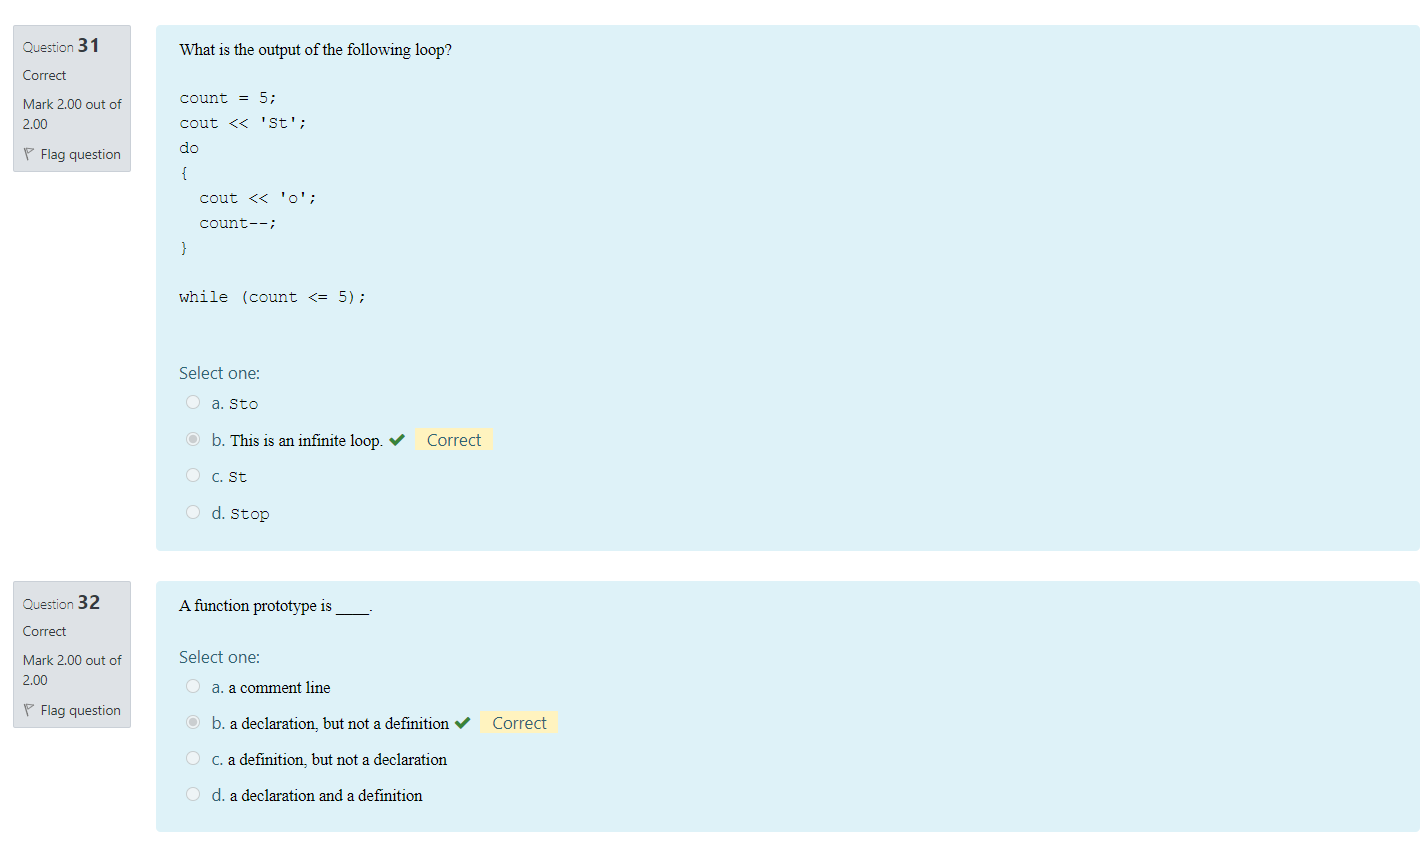 Question 31
Correct
Mark 2.00 out of
2.00
Flag question
What is the output of the following loop?
count = 5;
cout << 'St';
do
{
cout << 'o';
count--;
}
while (count <= 5);
Select one:
a. Sto
b. This is an infinite loop. Correct
c. St
d. Stop
Question 32
Correct
Mark 2.00 out of
2.00
Flag question
A function prototype is ____.
Select one:
a. a comment line
b. a declaration, but not a definition Correct
c. a definition, but not a declaration
d. a declaration and a definition